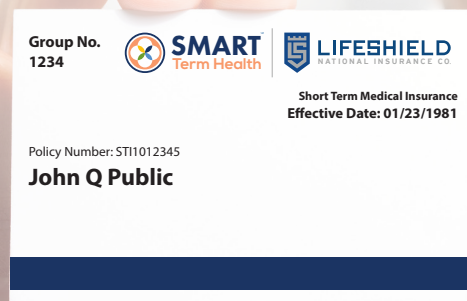 Group No.
1234
SMART
Term Health
LIFESHIELD
NATIONAL INSURANCE CO.
Short Term Medical Insurance
Effective Date: 01/23/1981
Policy Number: STI1012345
John Q Public